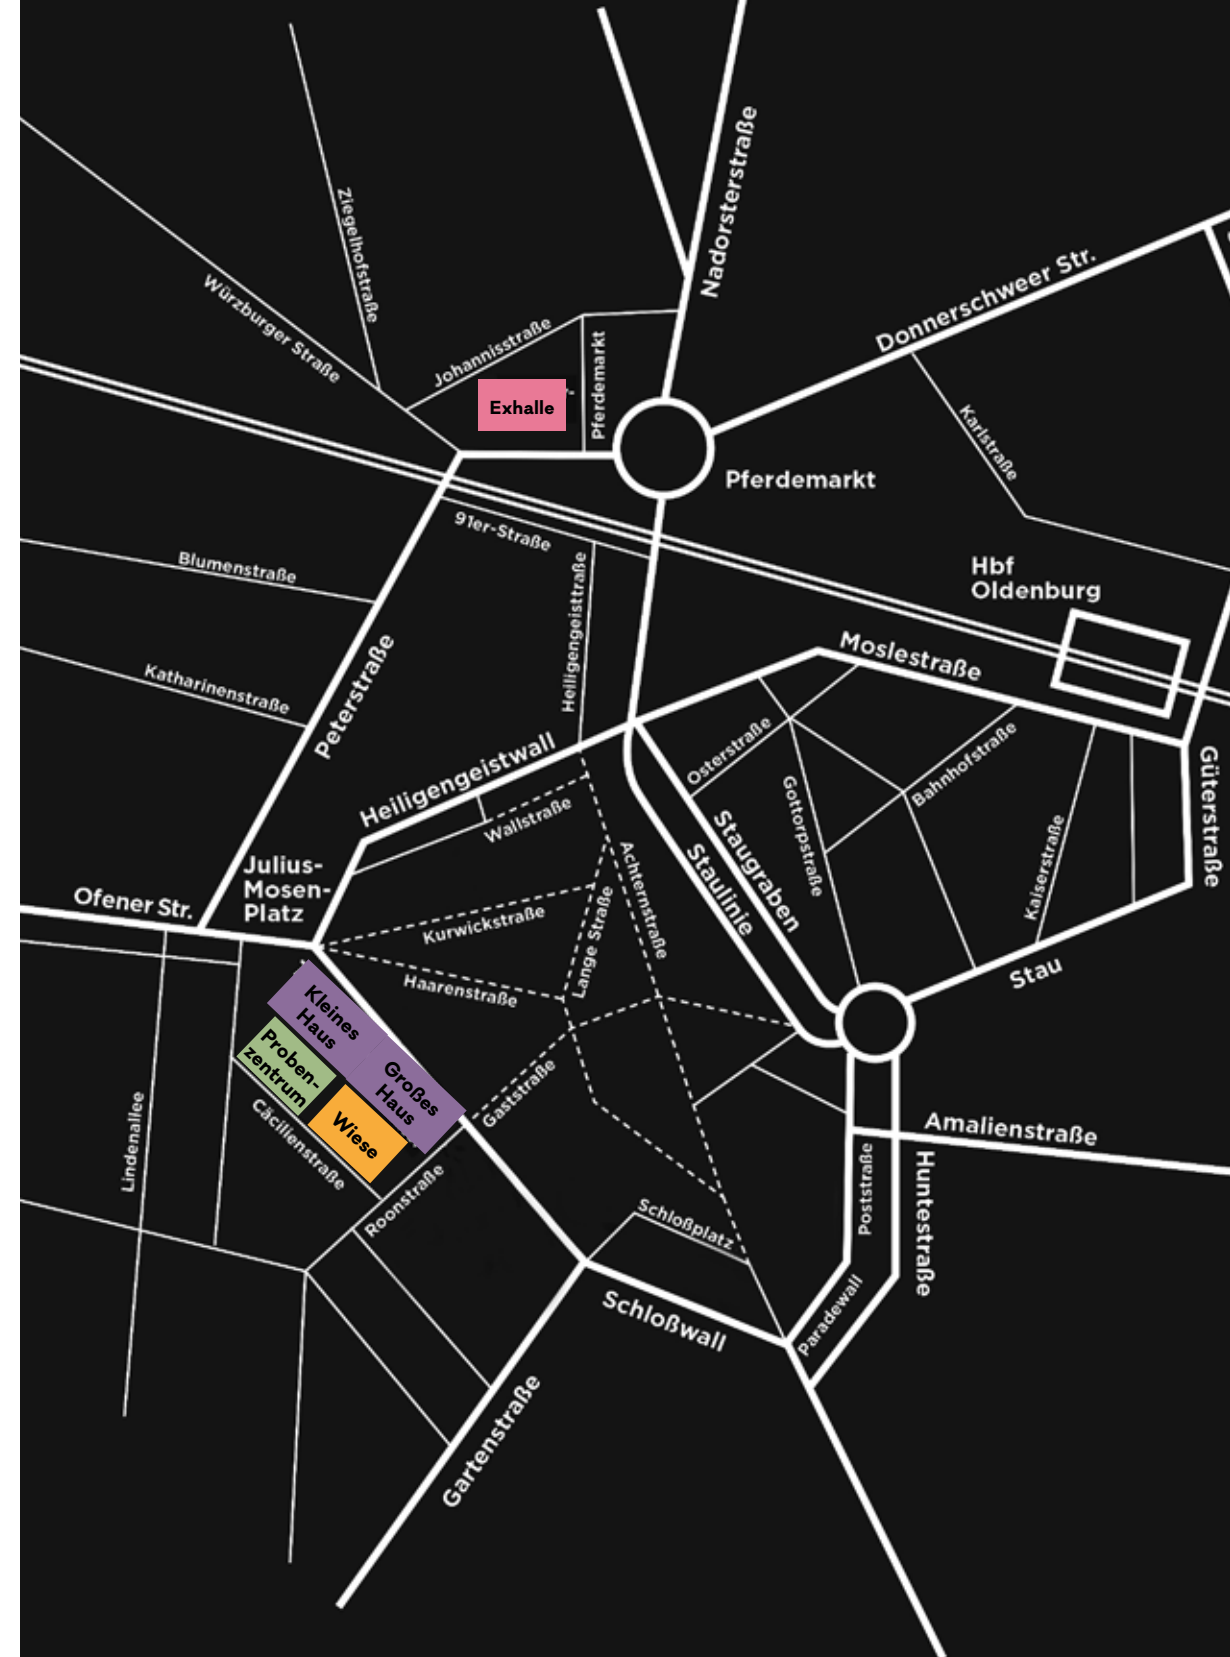 Nadorsterstraße
Ziegelhofstraße
Würzburger Straße
Donnerschweer Str.
Johannisstraße
Pferdemarkt
Exhalle
Karlstraße
Pferdemarkt
91er-Straße
Blumenstraße
Heiligengeisttraße
Hbf
Oldenburg
Peterstraße
Katharinenstraße
Moslestraße
Osterstraße
Bahnhofstraße
Heiligengeistwall
Gottorpstraße
Güterstraße
Wallstraße
Staugraben
Staulinie
Achternstraße
Kaiserstraße
Julius-
Mosen-
Platz
Ofener Str.
Kurwickstraße
Lange Straße
Haarenstraße
Stau
Kleines
Haus
Proben-
zentrum
Großes
Haus
Wiese
Gaststraße
Cäcilienstraße
Lindenallee
Roonstraße
Amalienstraße
Poststraße
Huntestraße
Schloßplatz
Paradewall
Schloßwall
Gartenstraße